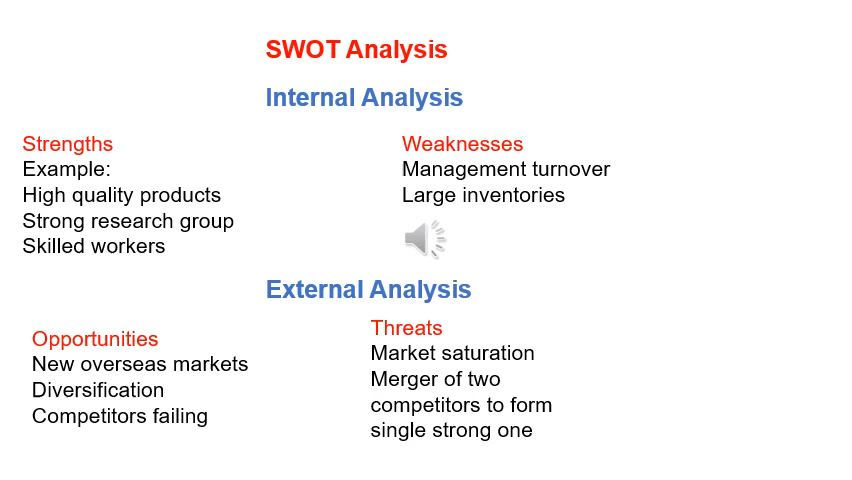 SWOT Analysis
Internal Analysis
Strengths
Example:
High quality products
Strong research group
Skilled workers
Weaknesses
Management turnover
Large inventories
External Analysis
Opportunities
New overseas markets
Diversification
Competitors failing
Threats
Market saturation
Merger of two
competitors to form
single strong one